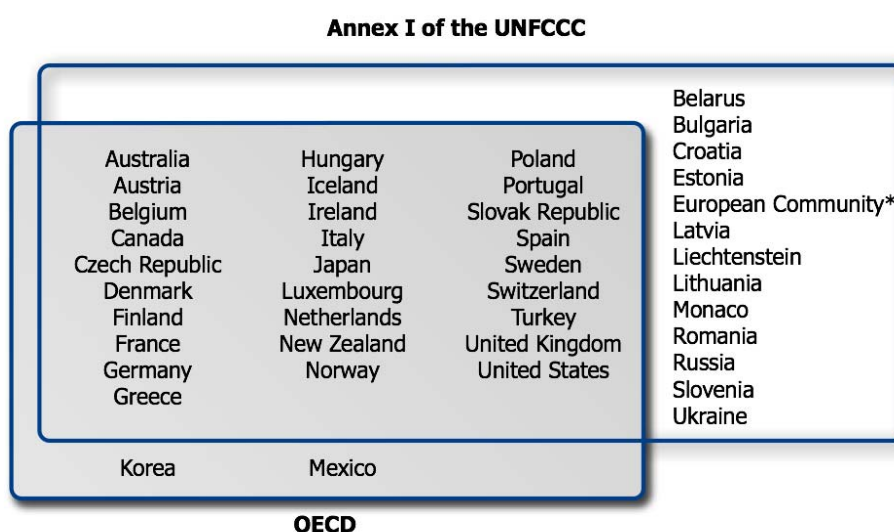 Annex I of the UNFCCC
Australia
Austria
Belgium
Canada
Czech Republic
Denmark
Finland
France
Germany
Greece
Hungary
Iceland
Ireland
Italy
Japan
Luxembourg
Netherlands
New Zealand
Norway
Poland
Portugal
Slovak Republic
Spain
Sweden
Switzerland
Turkey
United Kingdom
United States
Belarus
Bulgaria
Croatia
Estonia
European Community*
Latvia
Liechtenstein
Lithuania
Monaco
Romania
Russia
Slovenia
Ukraine
Korea
Mexico
OECD